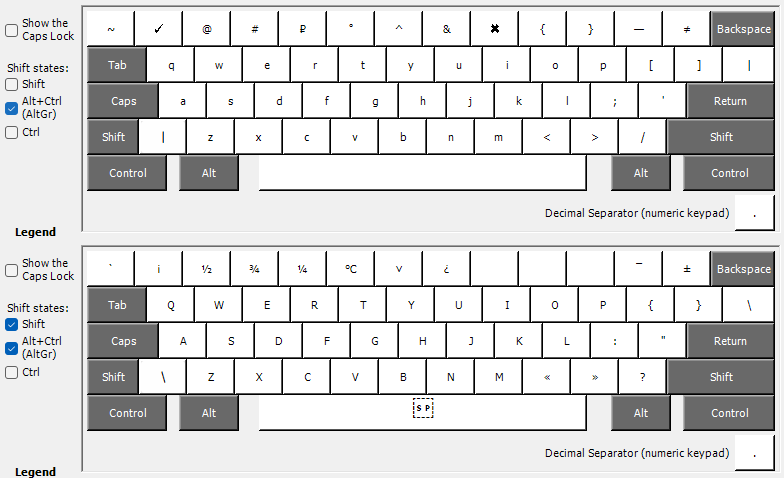 Show the Caps Lock
~ ✓ @ # ₽ ° ^ & ✖ { } — ≠ Backspace
Shift states:
Tab q w e r t y u i o p [ ] |
Shift
Alt+Ctrl (AltGr)
Caps a s d f g h j k l ; ' Return
Ctrl
Shift | z x c v b n m < > / Shift
Control Alt Alt Control
Decimal Separator (numeric keypad) .
Legend
Show the Caps Lock
` ¡ ½ ¾ ¼ ℃ ˅ ¿ ¯ ± Backspace
Shift states:
Tab Q W E R T Y U I O P { } \
Shift
Alt+Ctrl (AltGr)
Caps A S D F G H J K L : " Return
Ctrl
Shift \ Z X C V B N M « » ? Shift
Control Alt SP Alt Control
Decimal Separator (numeric keypad) .
Legend